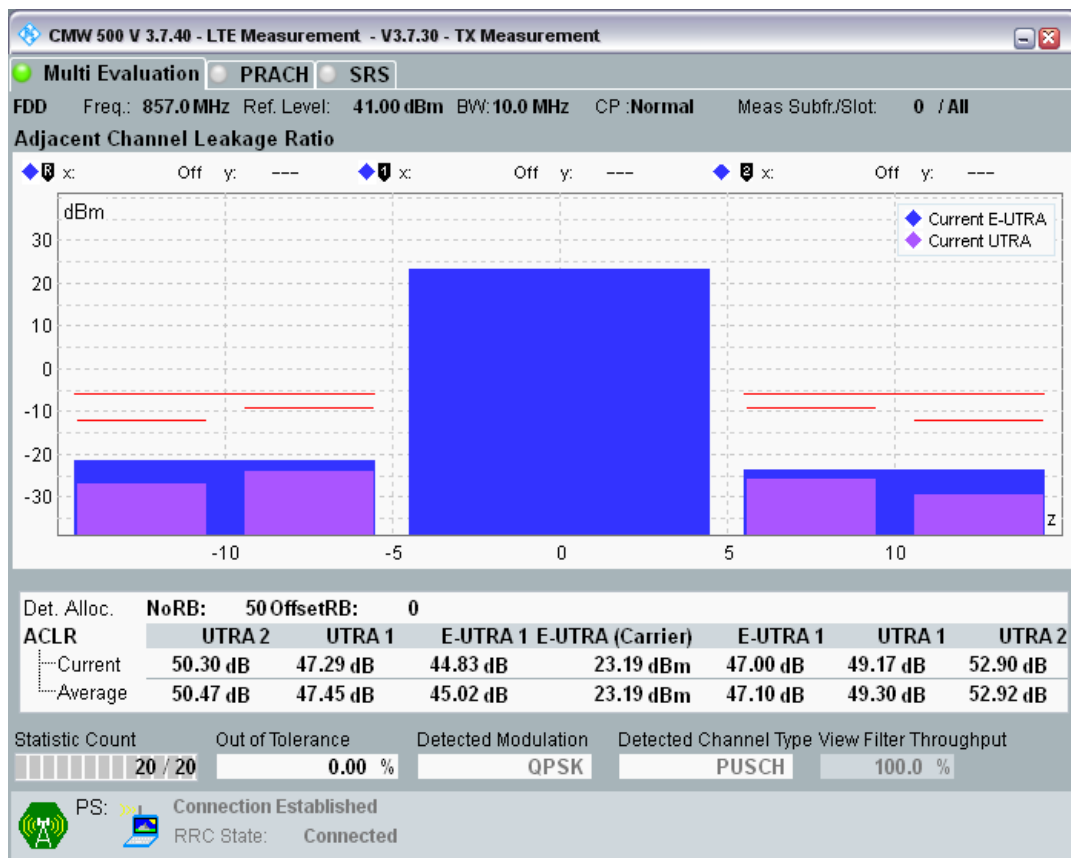 CMW 500 V 3.7.40 - LTE Measurement - V3.7.30 - TX Measurement
Multi Evaluation PRACH SRS
FDD Freq.: 857.0 MHz Ref. Level: 41.00 dBm BW: 10.0 MHz CP :Normal Meas Subfr./Slot: 0 / All
Adjacent Channel Leakage Ratio
R x: Off y: --- 1 x: Off y: --- 2 x: Off y: ---
dBm
Current E-UTRA
Current UTRA
30
20
10
0
-10
-20
-30
z
-10 -5 0 5 10
Det. Alloc. NoRB: 50 OffsetRB: 0
ACLR UTRA 2 UTRA 1 E-UTRA 1 E-UTRA (Carrier) E-UTRA 1 UTRA 1 UTRA 2
Current 50.30 dB 47.29 dB 44.83 dB 23.19 dBm 47.00 dB 49.17 dB 52.90 dB
Average 50.47 dB 47.45 dB 45.02 dB 23.19 dBm 47.10 dB 49.30 dB 52.92 dB
Statistic Count Out of Tolerance Detected Modulation Detected Channel Type View Filter Throughput
20 / 20 0.00 % QPSK PUSCH 100.0 %
PS: Connection Established
RRC State: Connected